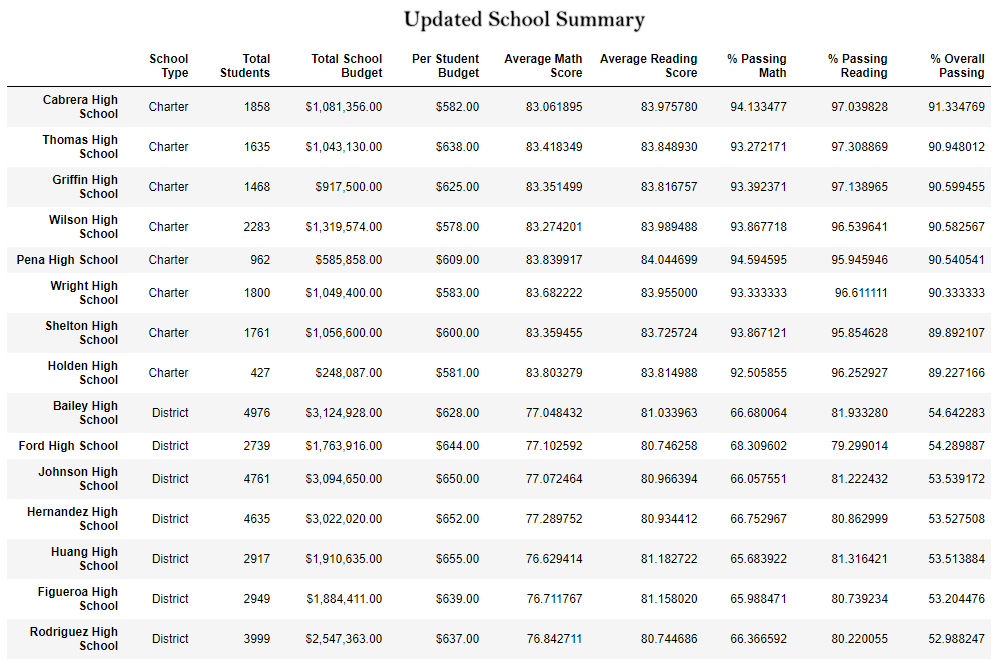 Updated School Summary
School Type Total Students Total School Budget Per Student Budget Average Math Score Average Reading Score % Passing Math % Passing Reading % Overall Passing
Cabrera High School Charter 1858 $1,081,356.00 $582.00 83.061895 83.975780 94.133477 97.039828 91.334769
Thomas High School Charter 1635 $1,043,130.00 $638.00 83.418349 83.848930 93.272171 97.308869 90.948012
Griffin High School Charter 1468 $917,500.00 $625.00 83.351499 83.816757 93.392371 97.138965 90.599455
Wilson High School Charter 2283 $1,319,574.00 $578.00 83.274201 83.989488 93.867718 96.539641 90.582567
Pena High School Charter 962 $585,858.00 $609.00 83.839917 84.044699 94.594595 95.945946 90.540541
Wright High School Charter 1800 $1,049,400.00 $583.00 83.682222 83.955000 93.333333 96.611111 90.333333
Shelton High School Charter 1761 $1,056,600.00 $600.00 83.359455 83.725724 93.867121 95.854628 89.892107
Holden High School Charter 427 $248,087.00 $581.00 83.803279 83.814988 92.505855 96.252927 89.227166
Bailey High School District 4976 $3,124,928.00 $628.00 77.048432 81.033963 66.680064 81.933280 54.642283
Ford High School District 2739 $1,763,916.00 $644.00 77.102592 80.746258 68.309602 79.299014 54.289887
Johnson High School District 4761 $3,094,650.00 $650.00 77.072464 80.966394 66.057551 81.222432 53.539172
Hernandez High School District 4635 $3,022,020.00 $652.00 77.289752 80.934412 66.752967 80.862999 53.527508
Huang High School District 2917 $1,910,635.00 $655.00 76.629414 81.182722 65.683922 81.316421 53.513884
Figueroa High School District 2949 $1,884,411.00 $639.00 76.711767 81.158020 65.988471 80.739234 53.204476
Rodriguez High School District 3999 $2,547,363.00 $637.00 76.842711 80.744686 66.366592 80.220055 52.988247